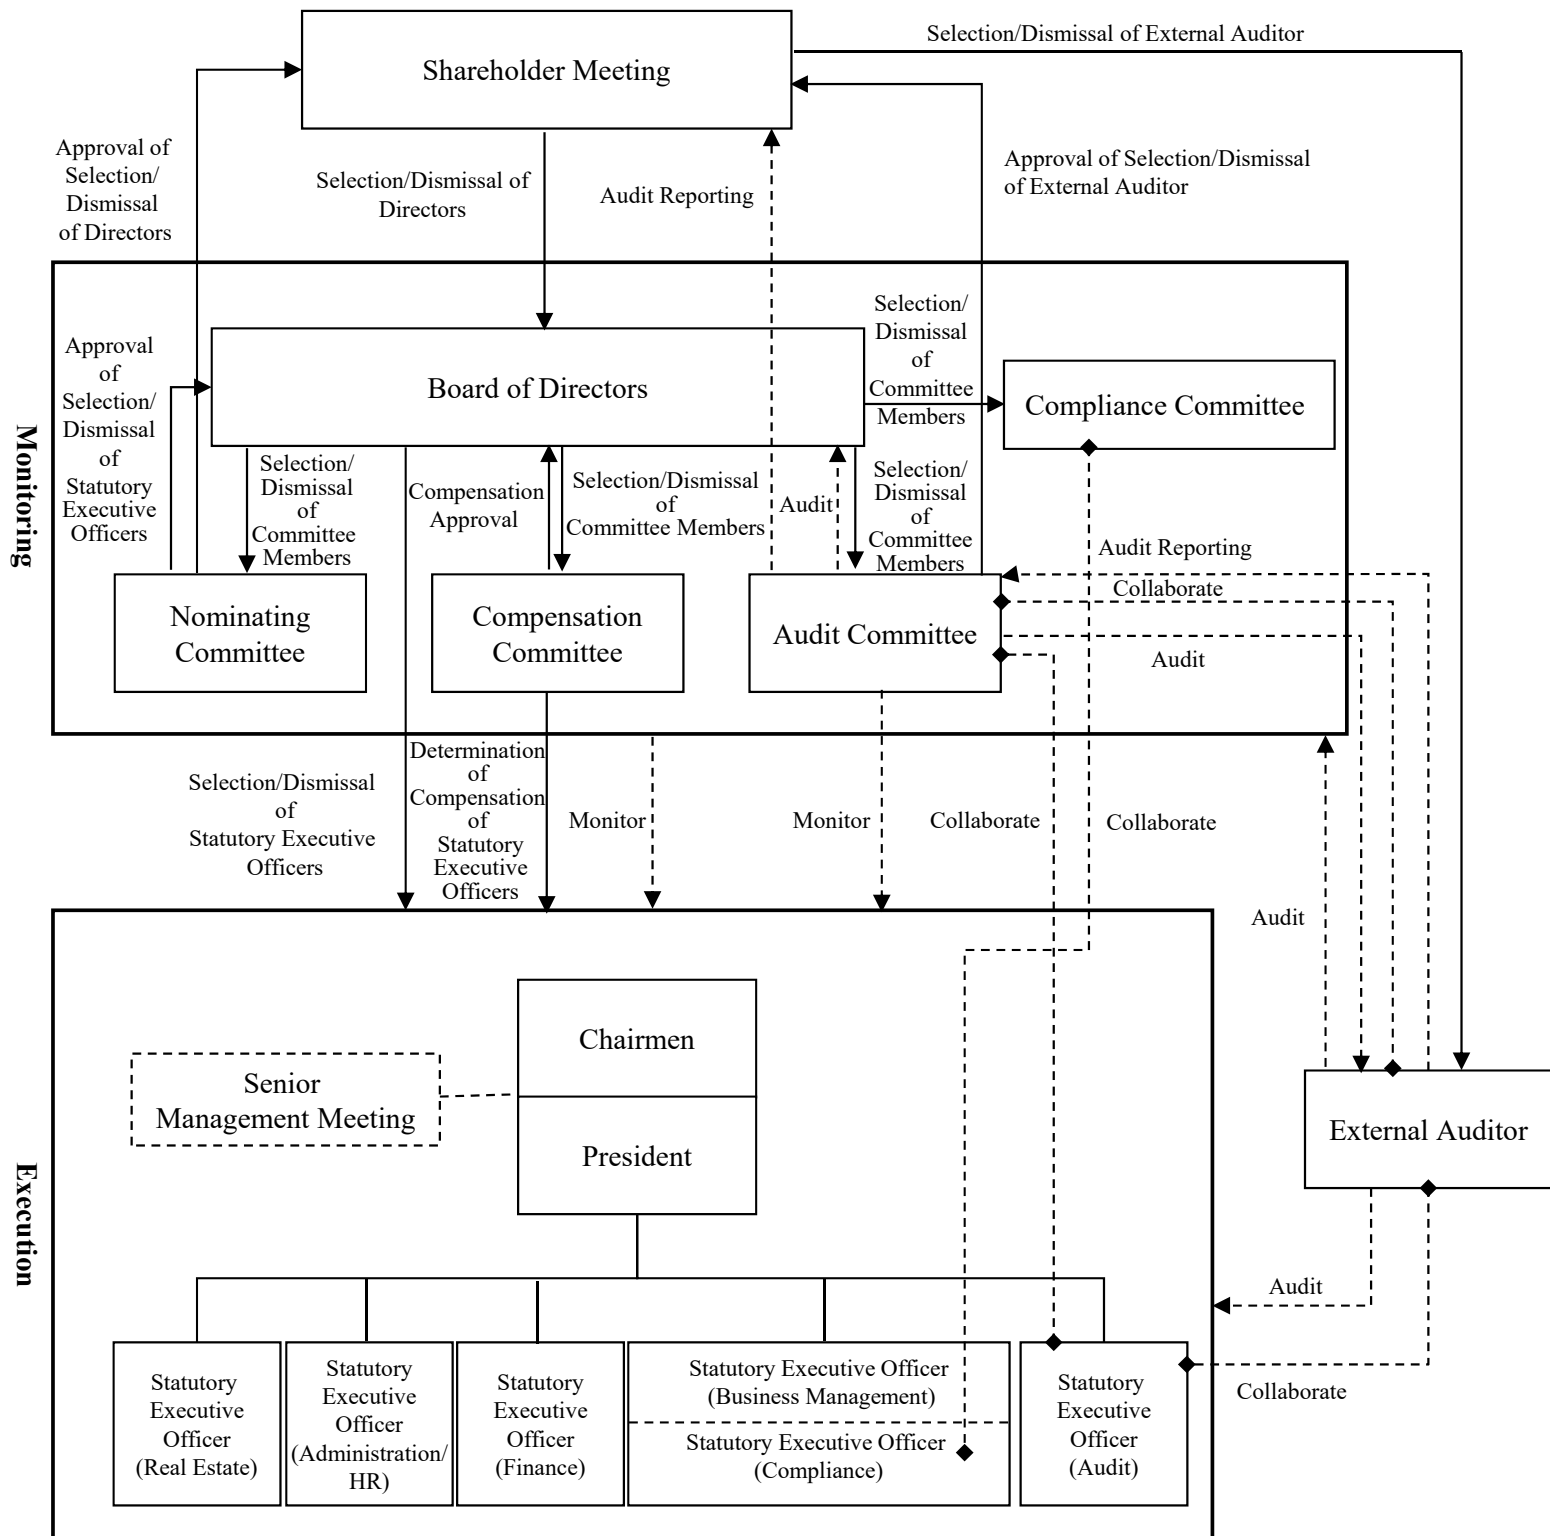 Selection/Dismissal of External Auditor
Shareholder Meeting
Approval of
Selection/
Dismissal
of Directors
Selection/Dismissal of
Directors
Audit Reporting
Approval of Selection/Dismissal
of External Auditor
Monitoring
Approval
of
Selection/
Dismissal
of
Statutory
Executive
Officers
Board of Directors
Selection/
Dismissal
of
Committee
Members
Compliance Committee
Selection/
Dismissal
of
Committee
Members
Compensation
Approval
Selection/Dismissal
of
Committee Members
Audit
Selection/
Dismissal
of
Committee
Members
Audit Reporting
Collaborate
Audit
Nominating
Committee
Compensation
Committee
Audit Committee
Selection/Dismissal
of
Statutory Executive
Officers
Determination
of
Compensation
of
Statutory
Executive
Officers
Monitor
Monitor
Collaborate
Collaborate
Audit
Execution
Chairmen
Senior
Management Meeting
President
External Auditor
Audit
Collaborate
Statutory
Executive
Officer
(Real Estate)
Statutory
Executive
Officer
(Administration/
HR)
Statutory
Executive
Officer
(Finance)
Statutory Executive Officer
(Business Management)
Statutory Executive Officer
(Compliance)
Statutory
Executive
Officer
(Audit)